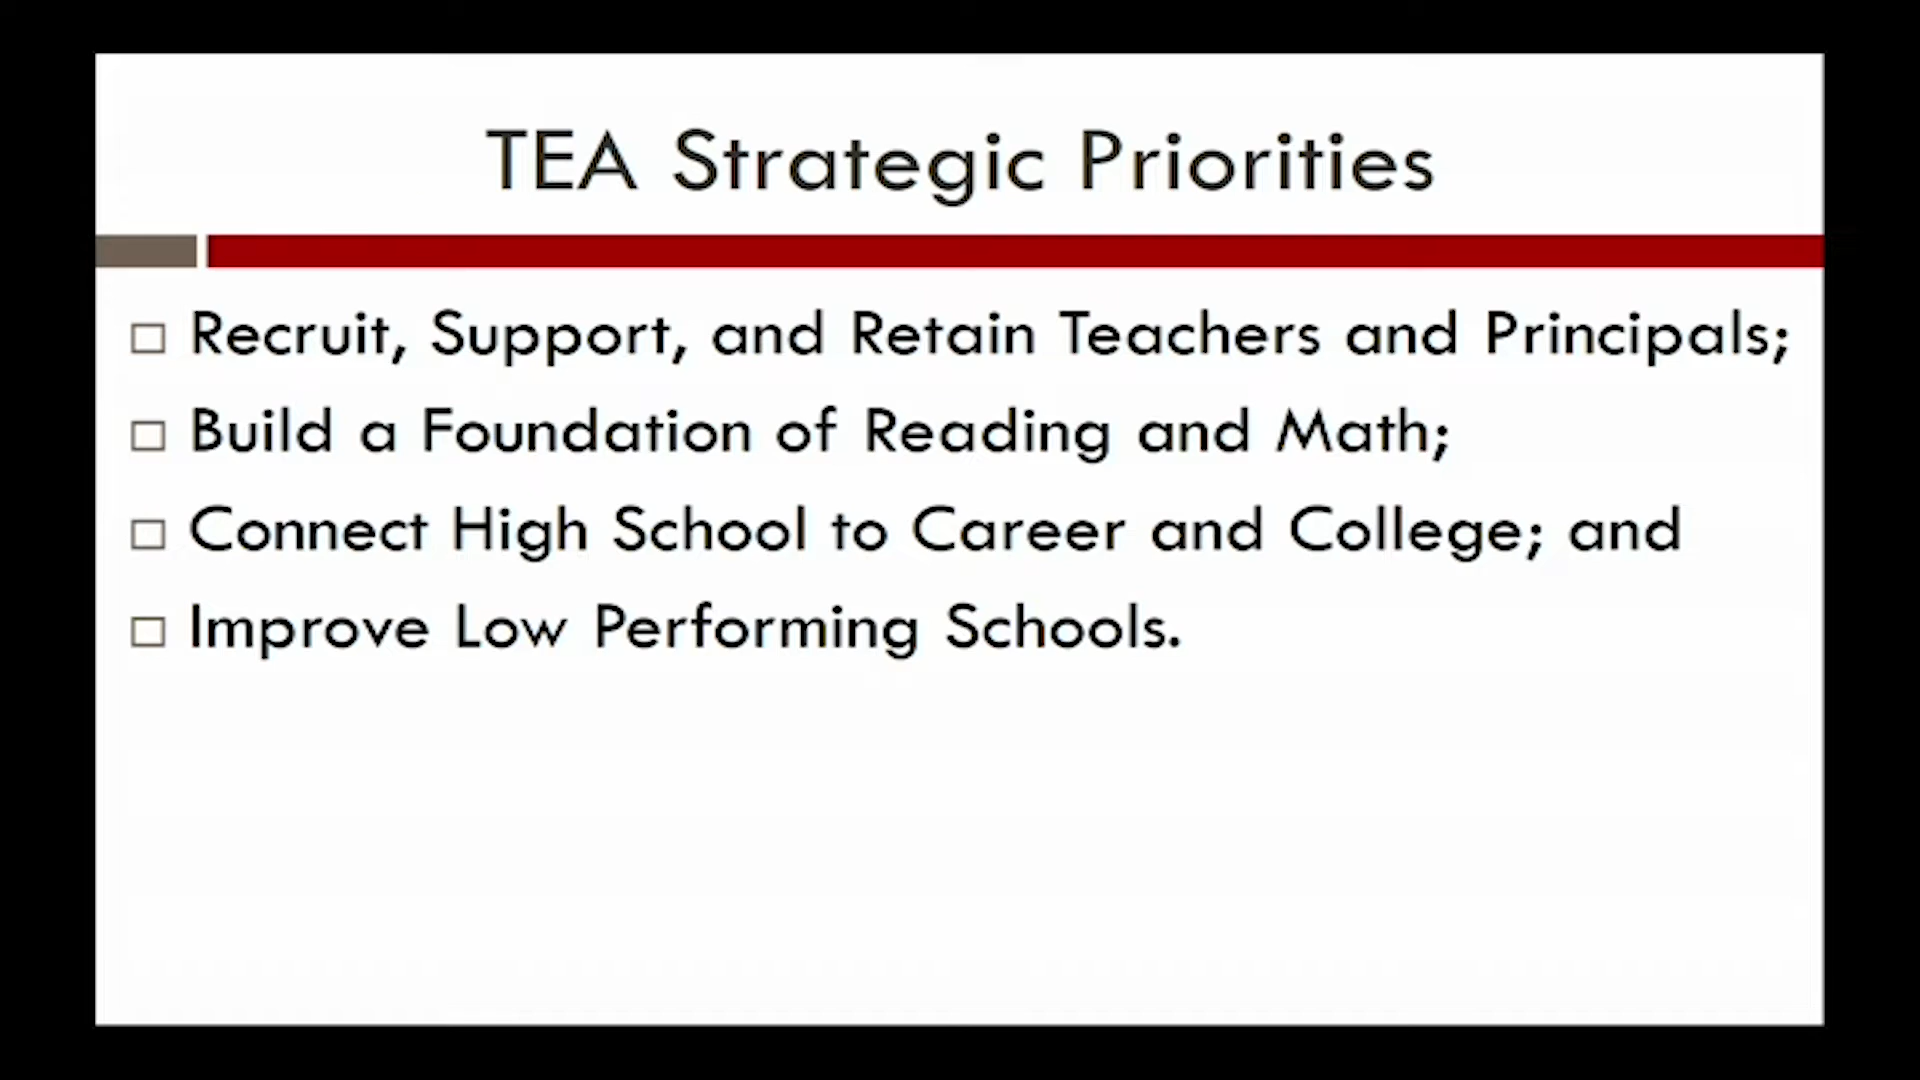 TEA Strategic Priorities
Recruit, Support, and Retain Teachers and Principals;
Build a Foundation of Reading and Math;
Connect High School to Career and College; and
Improve Low Performing Schools.